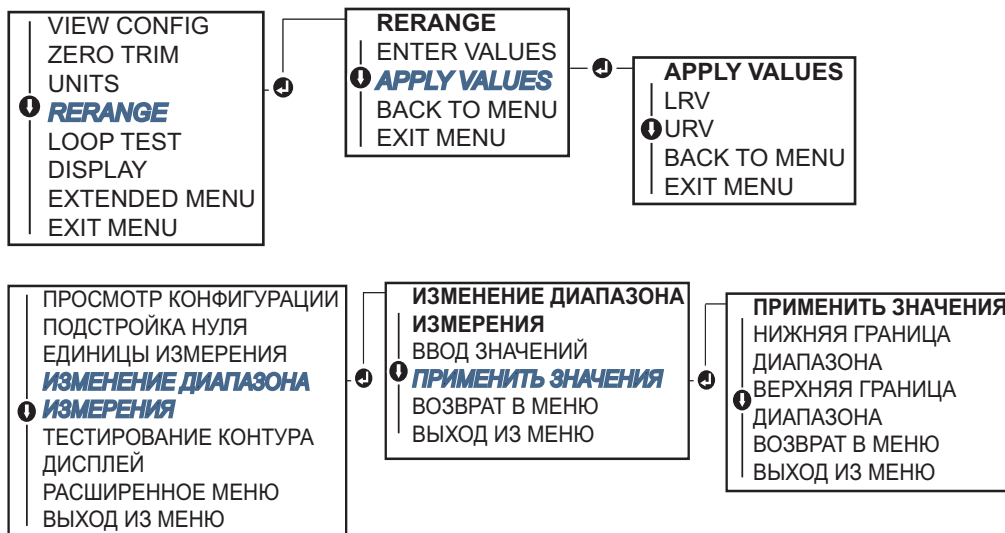 VIEW CONFIG
ZERO TRIM
UNITS
RERANGE
LOOP TEST
DISPLAY
EXTENDED MENU
EXIT MENU
RERANGE
ENTER VALUES
APPLY VALUES
BACK TO MENU
EXIT MENU
APPLY VALUES
LRV
URV
BACK TO MENU
EXIT MENU
ПРОСМОТР КОНФИГУРАЦИИ
ПОДСТРОЙКА НУЛЯ
ЕДИНИЦЫ ИЗМЕРЕНИЯ
ИЗМЕНЕНИЕ ДИАПАЗОНА
ИЗМЕРЕНИЯ
ТЕСТИРОВАНИЕ КОНТУРА
ДИСПЛЕЙ
РАСШИРЕННОЕ МЕНЮ
ВЫХОД ИЗ МЕНЮ
ИЗМЕНЕНИЕ ДИАПАЗОНА
ИЗМЕРЕНИЯ
ВВОД ЗНАЧЕНИЙ
ПРИМЕНИТЬ ЗНАЧЕНИЯ
ВОЗВРАТ В МЕНЮ
ВЫХОД ИЗ МЕНЮ
ПРИМЕНИТЬ ЗНАЧЕНИЯ
НИЖНЯЯ ГРАНИЦА
ДИАПАЗОНА
ВЕРХНЯЯ ГРАНИЦА
ДИАПАЗОНА
ВОЗВРАТ В МЕНЮ
ВЫХОД ИЗ МЕНЮ